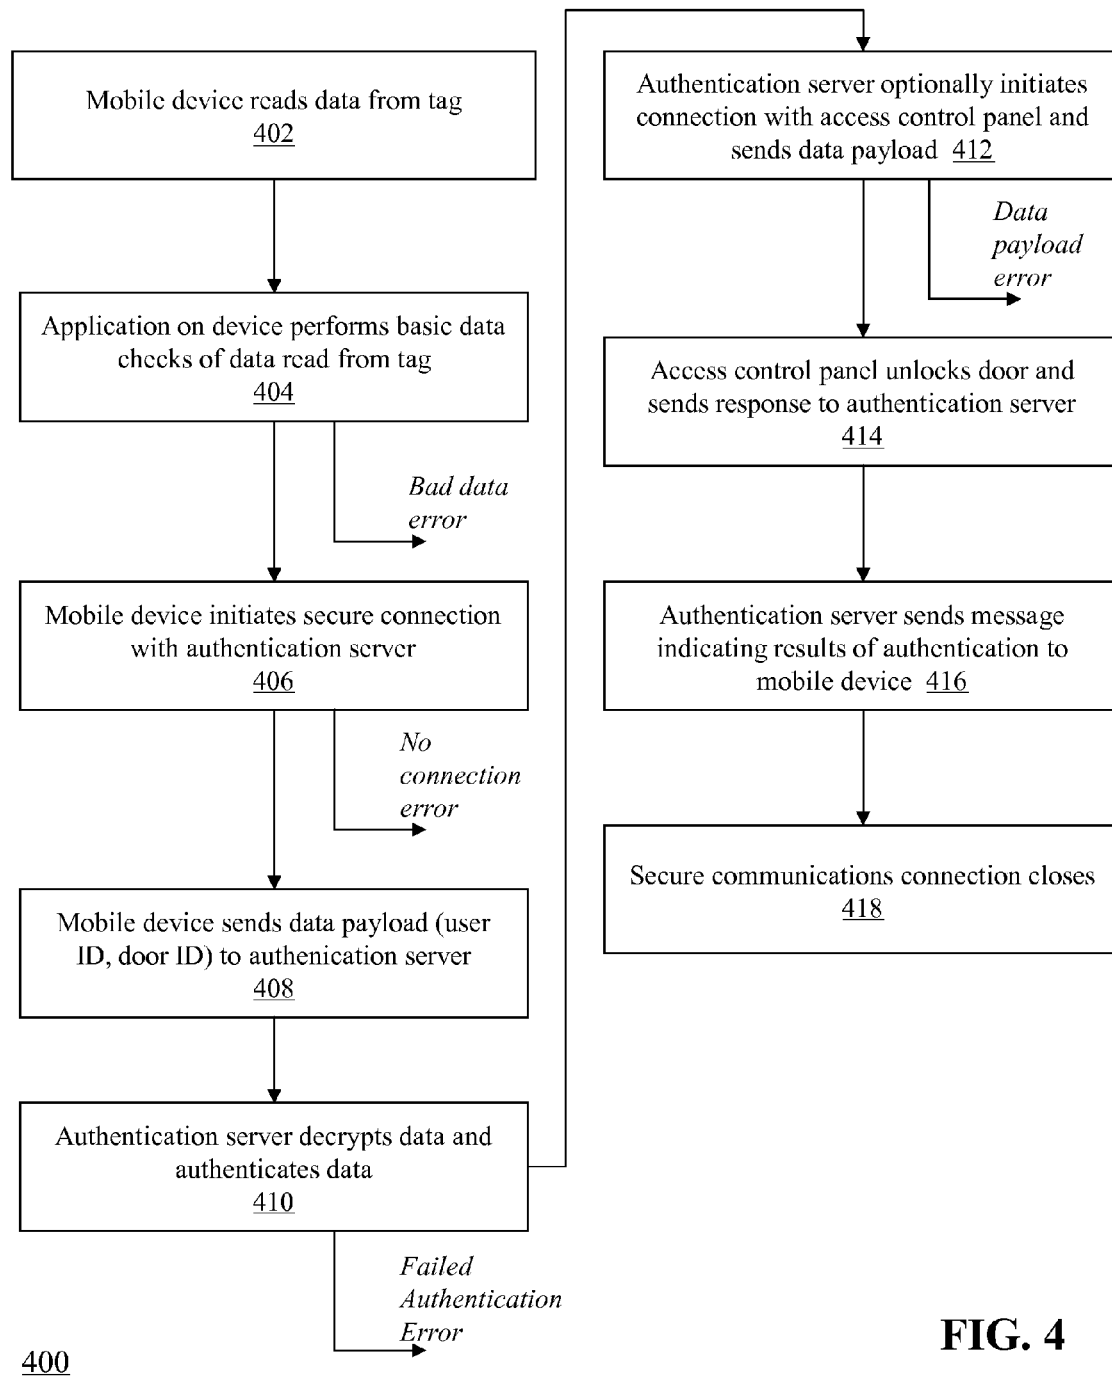 Mobile device reads data from tag
402
Application on device performs basic data
checks of data read from tag
404
Bad data
error
Mobile device initiates secure connection
with authentication server
406
No
connection
error
Mobile device sends data payload (user
ID, door ID) to authenication server
408
Authentication server decrypts data and
authenticates data
410
Failed
Authentication
Error
400
Authentication server optionally initiates
connection with access control panel and
sends data payload 412
Data
payload
error
Access control panel unlocks door and
sends response to authentication server
414
Authentication server sends message
indicating results of authentication to
mobile device 416
Secure communications connection closes
418
FIG. 4